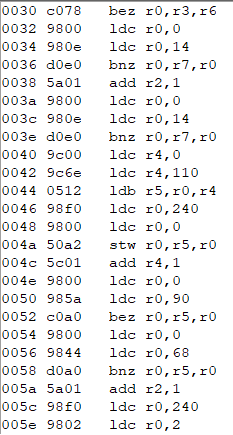 0030 c078 bez r0,r3,r6
0032 9800 ldc r0,0
0034 980e ldc r0,14
0036 d0e0 bnz r0,r7,r0
0038 5a01 add r2,1
003a 9800 ldc r0,0
003c 980e ldc r0,14
003e d0e0 bnz r0,r7,r0
0040 9c00 ldc r4,0
0042 9c6e ldc r4,110
0044 0512 ldb r5,r0,r4
0046 98f0 ldc r0,240
0048 9800 ldc r0,0
004a 50a2 stw r0,r5,r0
004c 5c01 add r4,1
004e 9800 ldc r0,0
0050 985a ldc r0,90
0052 c0a0 bez r0,r5,r0
0054 9800 ldc r0,0
0056 9844 ldc r0,68
0058 d0a0 bnz r0,r5,r0
005a 5a01 add r2,1
005c 98f0 ldc r0,240
005e 9802 ldc r0,2